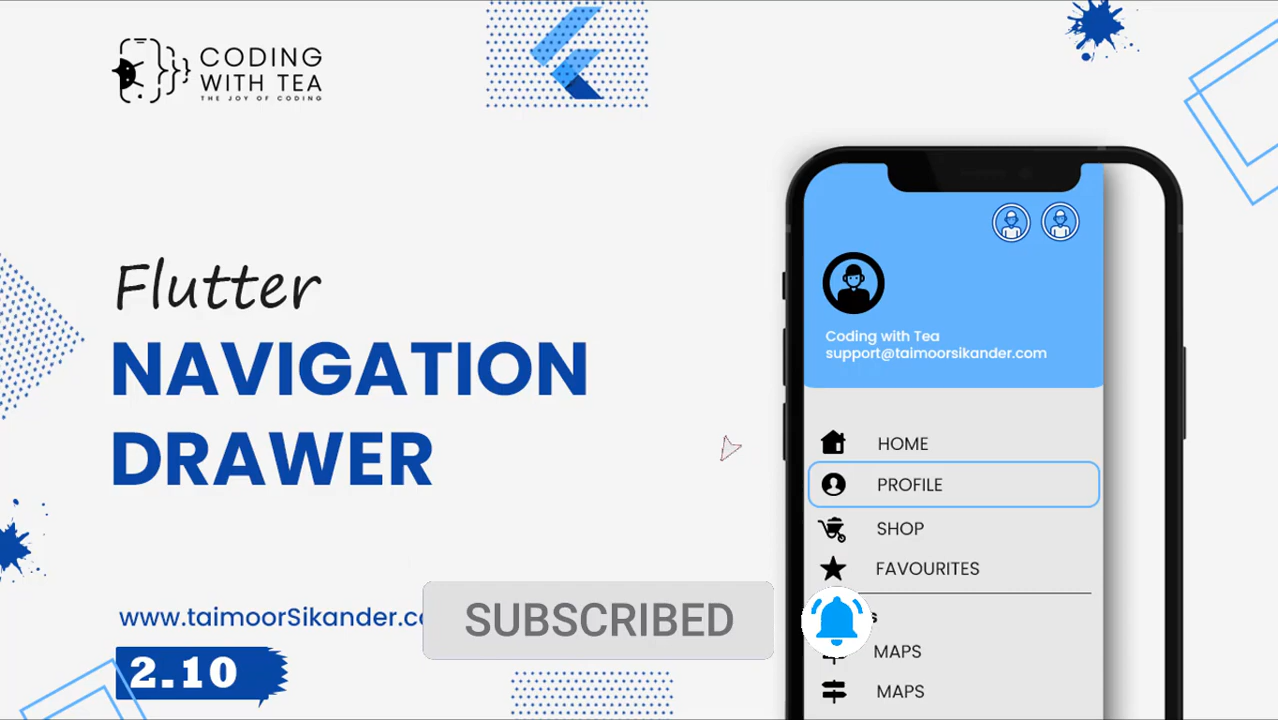 CODING
WITH TEA
THE JOY OF CODING
Flutter
NAVIGATION
DRAWER
www.taimoorSikander.co
2.10
SUBSCRIBED
Coding with Tea
support@taimoorsikander.com
HOME
PROFILE
SHOP
FAVOURITES
s
MAPS
MAPS